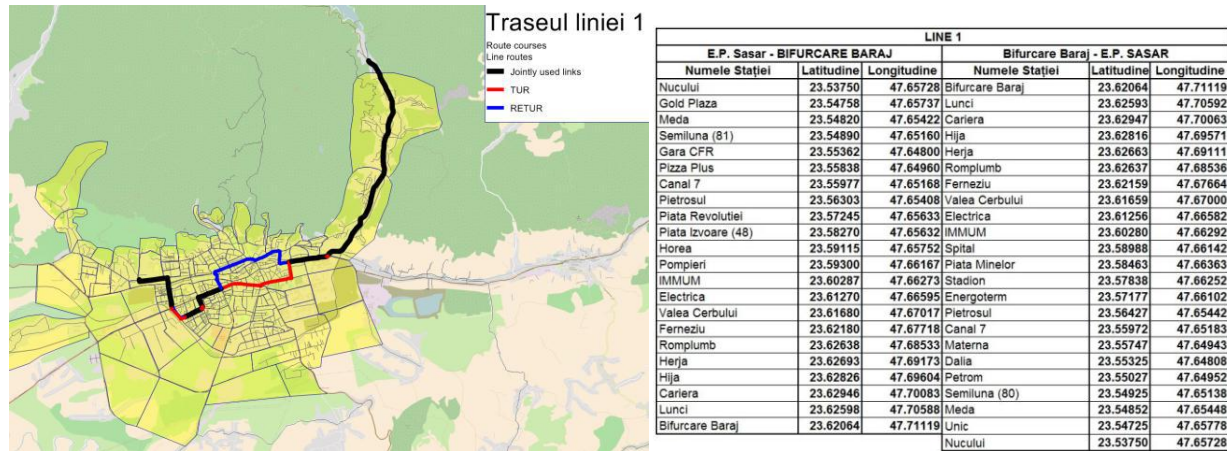 Traseul liniei 1
Route courses
Line routes
Jointly used links
TUR
RETUR
LINE 1
E.P. Sasar - BIFURCARE BARAJ Bifurcare Baraj - E.P. SASAR
Numele Stației Latitudine Longitudine Numele Stației Latitudine Longitudine
Nucului 23.53750 47.65728 Bifurcare Baraj 23.62064 47.71119
Gold Plaza 23.54758 47.65737 Lunci 23.62593 47.70592
Meda 23.54820 47.65422 Cariera 23.62947 47.70063
Semiluna (81) 23.54890 47.65160 Hija 23.62816 47.69571
Gara CFR 23.55362 47.64800 Herja 23.62663 47.69111
Pizza Plus 23.55838 47.64960 Romplumb 23.62637 47.68536
Canal 7 23.55977 47.65168 Ferneziu 23.62159 47.67664
Pietrosul 23.56303 47.65408 Valea Cerbului 23.61659 47.67000
Piata Revolutiei 23.57245 47.65633 Electrica 23.61256 47.66582
Piata Izvoare (48) 23.58270 47.65632 IMMUM 23.60280 47.66292
Horea 23.59115 47.65752 Spital 23.58988 47.66142
Pompieri 23.59300 47.66167 Piata Minelor 23.58463 47.66363
IMMUM 23.60287 47.66273 Stadion 23.57838 47.66252
Electrica 23.61270 47.66595 Energoterm 23.57177 47.66102
Valea Cerbului 23.61680 47.67017 Pietrosul 23.56427 47.65442
Ferneziu 23.62180 47.67718 Canal 7 23.55972 47.65183
Romplumb 23.62638 47.68533 Materna 23.55747 47.64943
Herja 23.62693 47.69173 Dalia 23.55325 47.64808
Hija 23.62826 47.69604 Petrom 23.55027 47.64952
Cariera 23.62946 47.70083 Semiluna (80) 23.54925 47.65138
Lunci 23.62598 47.70588 Meda 23.54852 47.65448
Bifurcare Baraj 23.62064 47.71119 Unic 23.54725 47.65778
Nucului 23.53750 47.65728